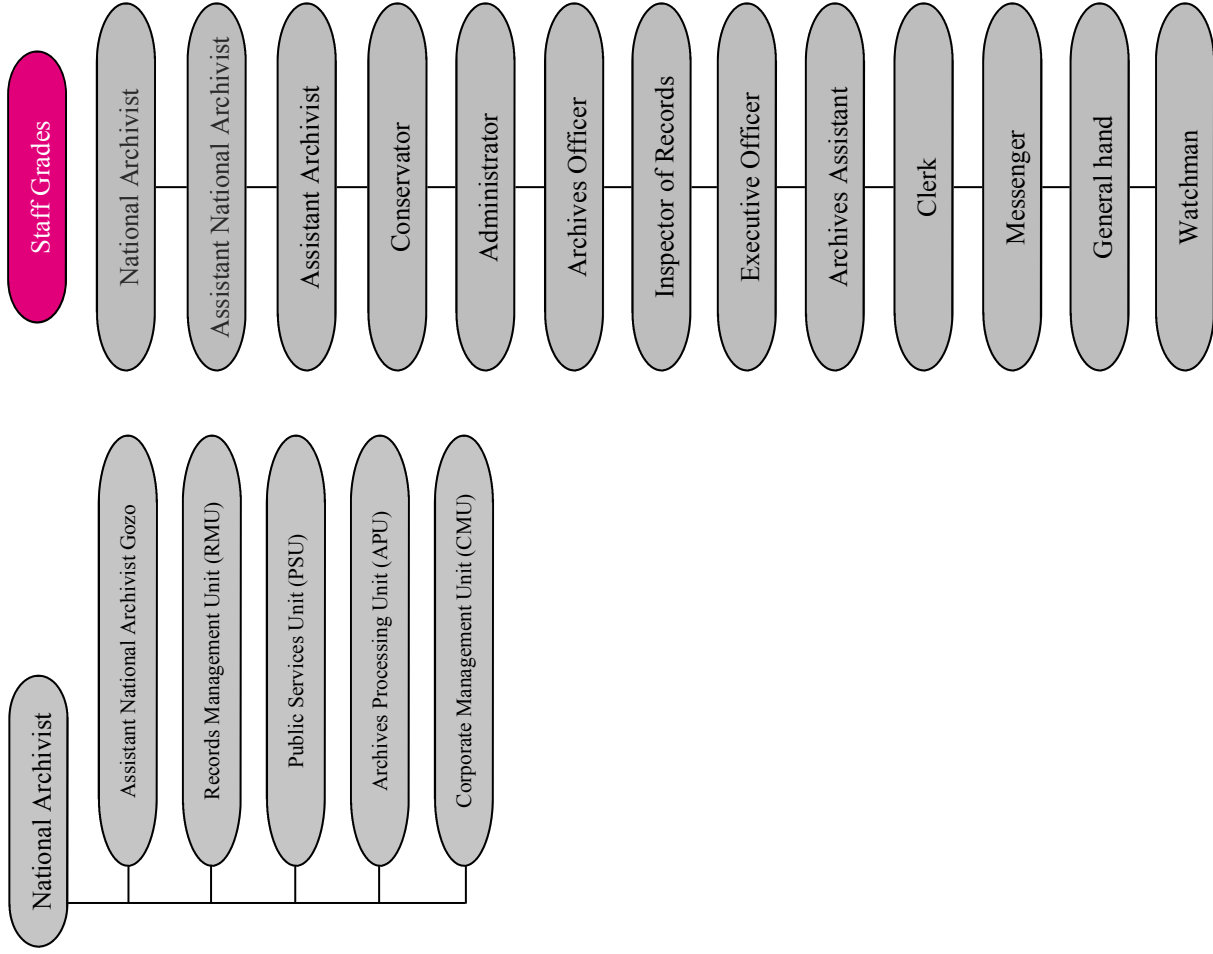 National Archivist
Assistant National Archivist Gozo
Records Management Unit (RMU)
Public Services Unit (PSU)
Archives Processing Unit (APU)
Corporate Management Unit (CMU)
Staff Grades
National Archivist
Assistant National Archivist
Assistant Archivist
Conservator
Administrator
Archives Officer
Inspector of Records
Executive Officer
Archives Assistant
Clerk
Messenger
General hand
Watchman